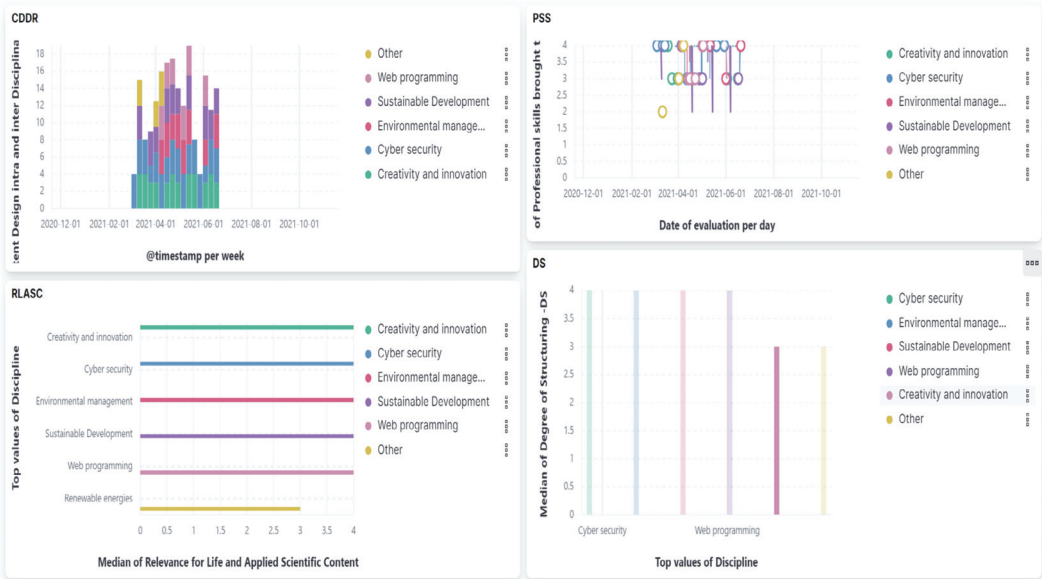 CDDR
ent Design intra and inter Disciplina
18
16
14
12
10
8
6
4
2
0
2020-12-01 2021-02-01 2021-04-01 2021-06-01 2021-08-01 2021-10-01
@timestamp per week
Other
Web programming
Sustainable Development
Environmental manage...
Cyber security
Creativity and innovation
PSS
of Professional skills brought t
4
3.5
3
2.5
2
1.5
1
0.5
0
2020-12-01 2021-02-01 2021-04-01 2021-06-01 2021-08-01 2021-10-01
Date of evaluation per day
Creativity and innovation
Cyber security
Environmental manage...
Sustainable Development
Web programming
Other
RLASC
Top values of Discipline
Creativity and innovation
Cyber security
Environmental management
Sustainable Development
Web programming
Renewable energies
0 0.5 1 1.5 2 2.5 3 3.5 4
Median of Relevance for Life and Applied Scientific Content
Creativity and innovation
Cyber security
Environmental manage...
Sustainable Development
Web programming
Other
DS
Median of Degree of Structuring -DS
4
3.5
3
2.5
2
1.5
1
0.5
0
Cyber security Web programming
Top values of Discipline
Cyber security
Environmental manage...
Sustainable Development
Web programming
Creativity and innovation
Other